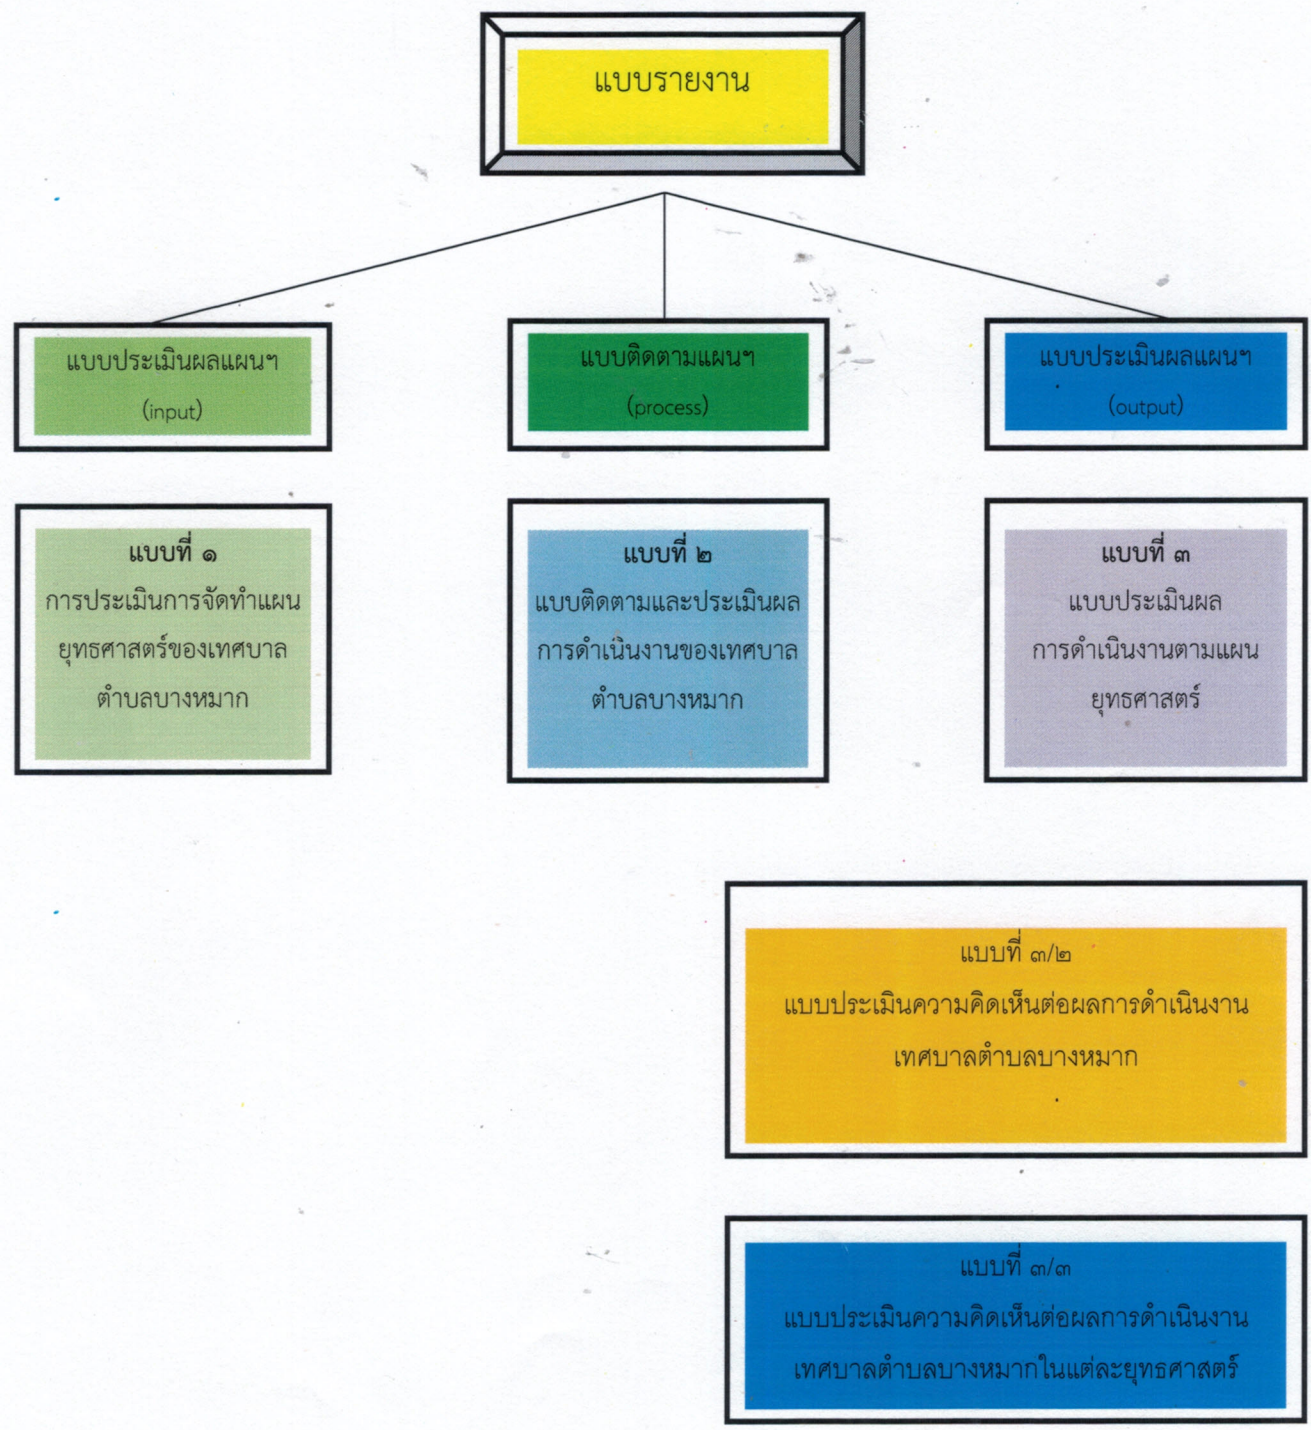 แบบรายงาน
แบบประเมินผลแผนฯ
(input)
แบบติดตามแผนฯ
(process)
แบบประเมินผลแผนฯ
(output)
แบบที่ ๑
การประเมินการจัดทำแผน
ยุทธศาสตร์ของเทศบาล
ตำบลบางหมาก
แบบที่ ๒
แบบติดตามและประเมินผล
การดำเนินงานของเทศบาล
ตำบลบางหมาก
แบบที่ ๓
แบบประเมินผล
การดำเนินงานตามแผน
ยุทธศาสตร์
แบบที่ ๓/๒
แบบประเมินความคิดเห็นต่อผลการดำเนินงาน
เทศบาลตำบลบางหมาก
แบบที่ ๓/๓
แบบประเมินความคิดเห็นต่อผลการดำเนินงาน
เทศบาลตำบลบางหมากในแต่ละยุทธศาสตร์